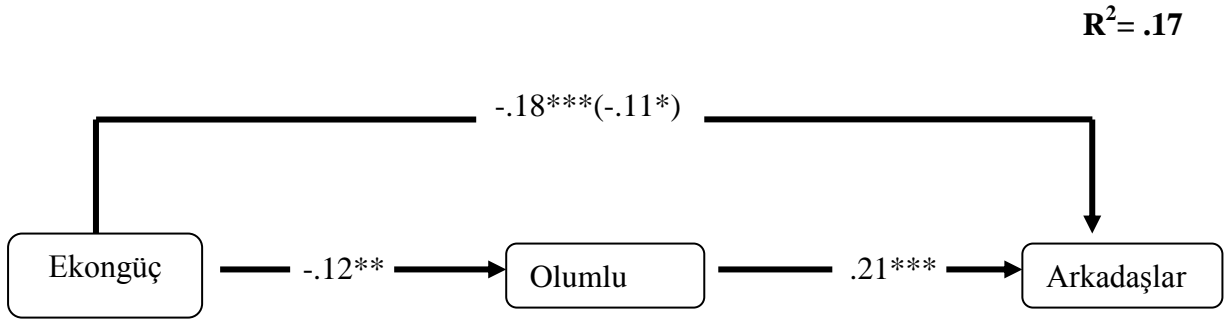 R²= .17
-.18***(-.11*)
Ekongüç
-.12**
Olumlu
.21***
Arkadaşlar